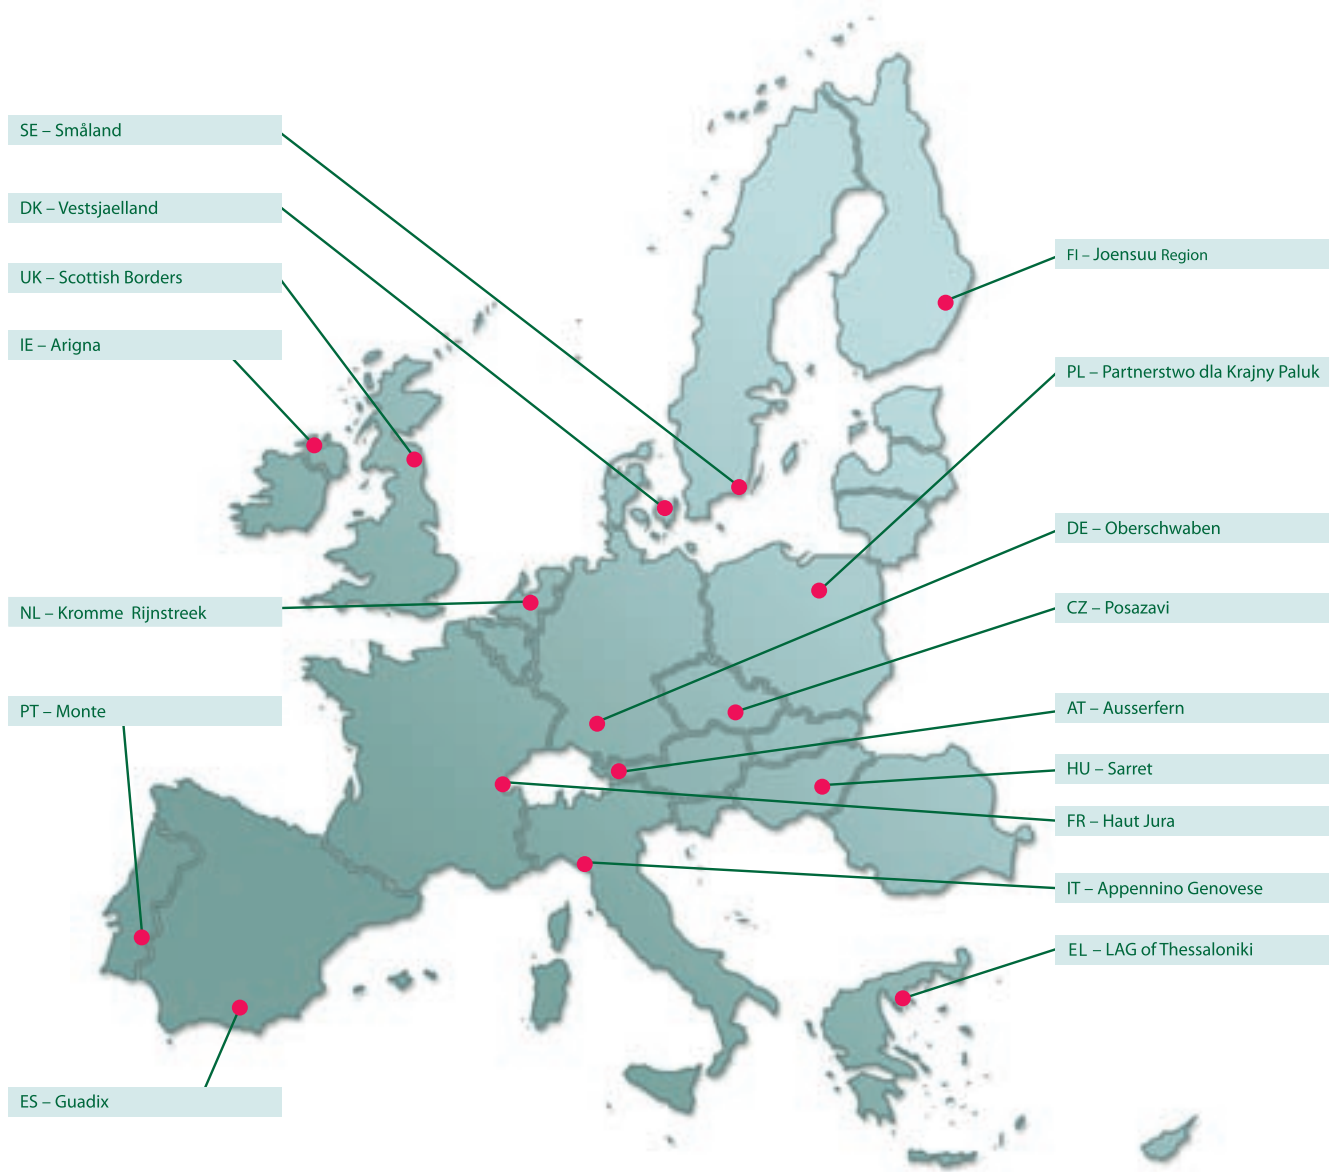 SE – Småland
DK – Vestsjaelland
UK – Scottish Borders
IE – Arigna
NL – Kromme Rijnstreek
PT – Monte
ES – Guadix
FI – Joensuu Region
PL – Partnerstwo dla Krajny Paluk
DE – Oberschwaben
CZ – Posazavi
AT – Ausserfern
HU – Sarret
FR – Haut Jura
IT – Appennino Genovese
EL – LAG of Thessaloniki